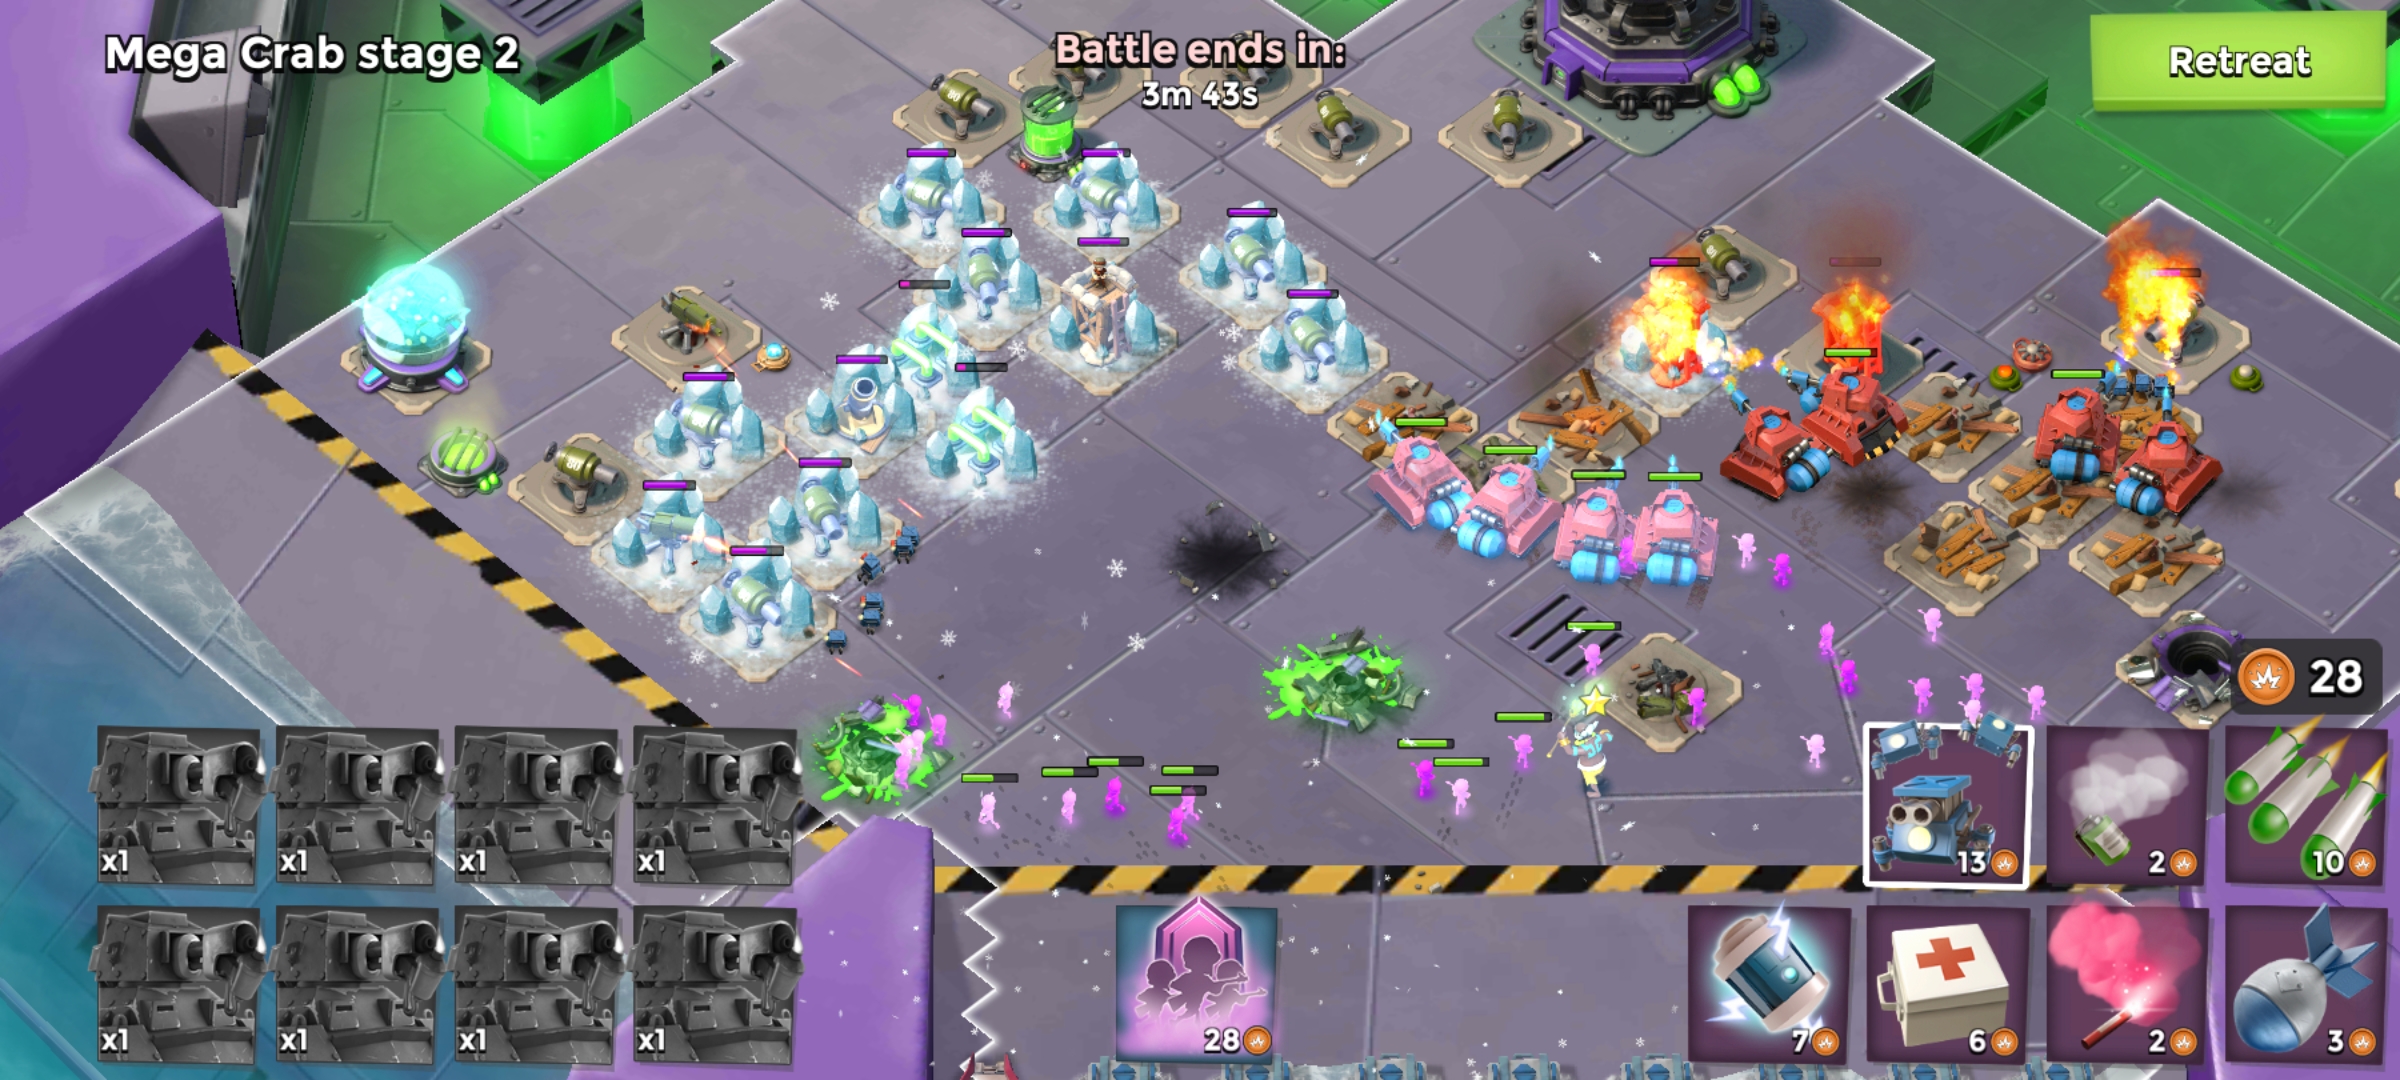 Mega Crab stage 2
Battle ends in:
3m 43s
Retreat
28
13
2
10
x1
x1
x1
x1
28
7
6
2
3
x1
x1
x1
x1